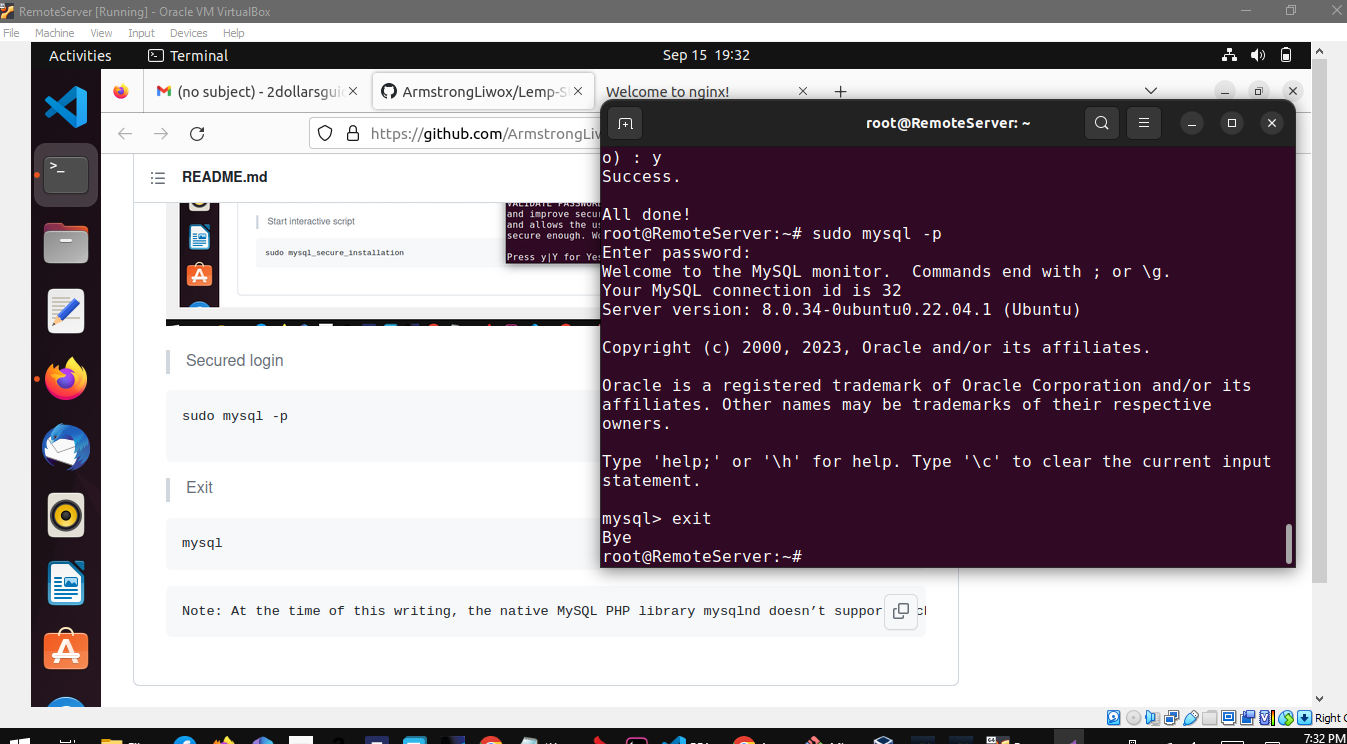 RemoteServer [Running] - Oracle VM VirtualBox
File Machine View Input Devices Help
Activities Terminal Sep 15 19:32
(no subject) - 2dollarsgui
ArmstrongLiwox/Lemp-S
Welcome to nginx!
https://github.com/ArmstrongLiw
README.md
Start interactive script
sudo mysql_secure_installation
VALIDATE PASSWORD
and improve secur
and allows the us
secure enough. Wo
Press y|Y for Yes
Secured login
sudo mysql -p
Exit
mysql
Note: At the time of this writing, the native MySQL PHP library mysqlnd doesn’t suppor
root@RemoteServer: ~
o) : y
Success.
All done!
root@RemoteServer:~# sudo mysql -p
Enter password:
Welcome to the MySQL monitor.  Commands end with ; or \g.
Your MySQL connection id is 32
Server version: 8.0.34-0ubuntu0.22.04.1 (Ubuntu)
Copyright (c) 2000, 2023, Oracle and/or its affiliates.
Oracle is a registered trademark of Oracle Corporation and/or its
affiliates. Other names may be trademarks of their respective
owners.
Type 'help;' or '\h' for help. Type '\c' to clear the current input
statement.
mysql> exit
Bye
root@RemoteServer:~#
Right C
7:32 PM